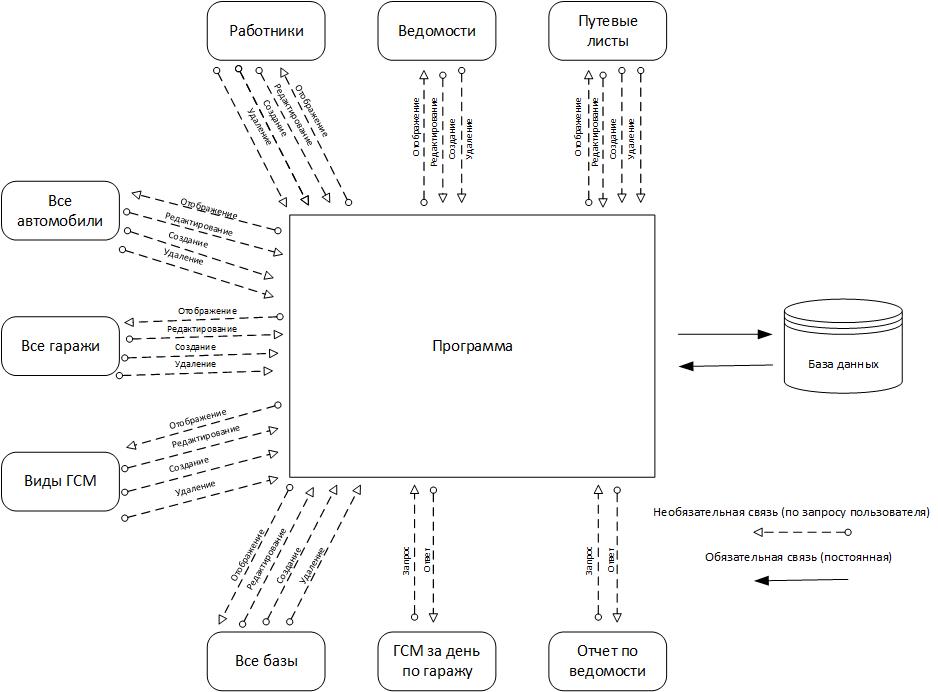 Работники
Ведомости
Путевые
листы
Удаление
Создание
Редактирование
Отображение
Отображение
Редактирование
Создание
Удаление
Отображение
Редактирование
Создание
Удаление
Все
автомобили
Отображение
Редактирование
Создание
Удаление
Все гаражи
Отображение
Редактирование
Создание
Удаление
Программа
База данных
Виды ГСМ
Отображение
Редактирование
Создание
Удаление
Отображение
Редактирование
Создание
Удаление
Запрос
Ответ
Запрос
Ответ
Необязательная связь (по запросу пользователя)
Обязательная связь (постоянная)
Все базы
ГСМ за день
по гаражу
Отчет по
ведомости